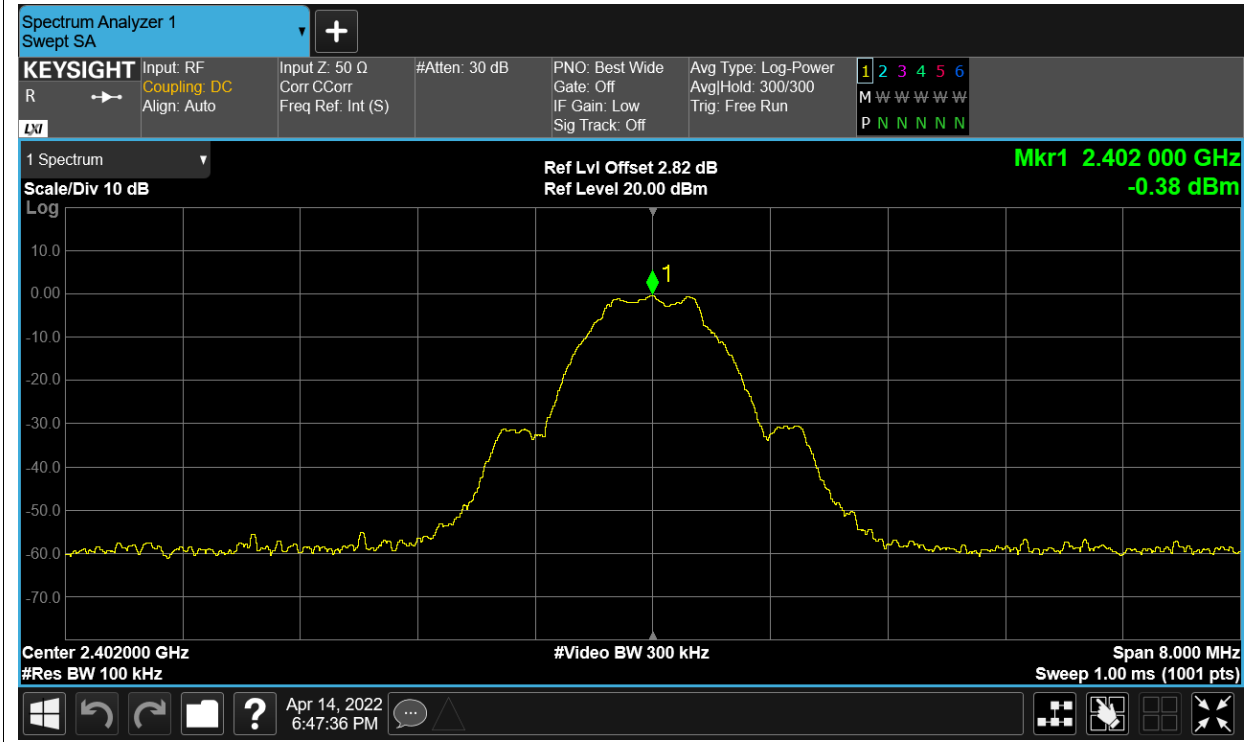 Spectrum Analyzer 1
Swept SA
KEYSIGHT
R
LXI
Input: RF
Coupling: DC
Align: Auto
Input Z: 50 Ω
Corr CCorr
Freq Ref: Int (S)
#Atten: 30 dB
PNO: Best Wide
Gate: Off
IF Gain: Low
Sig Track: Off
Avg Type: Log-Power
Avg|Hold: 300/300
Trig: Free Run
1 2 3 4 5 6
M W W W W W
P N N N N N
1 Spectrum
Scale/Div 10 dB
Log
Ref Lvl Offset 2.82 dB
Ref Level 20.00 dBm
Mkr1 2.402 000 GHz
-0.38 dBm
1
10.0
0.00
-10.0
-20.0
-30.0
-40.0
-50.0
-60.0
-70.0
Center 2.402000 GHz
#Res BW 100 kHz
#Video BW 300 kHz
Span 8.000 MHz
Sweep 1.00 ms (1001 pts)
?
Apr 14, 2022
6:47:36 PM